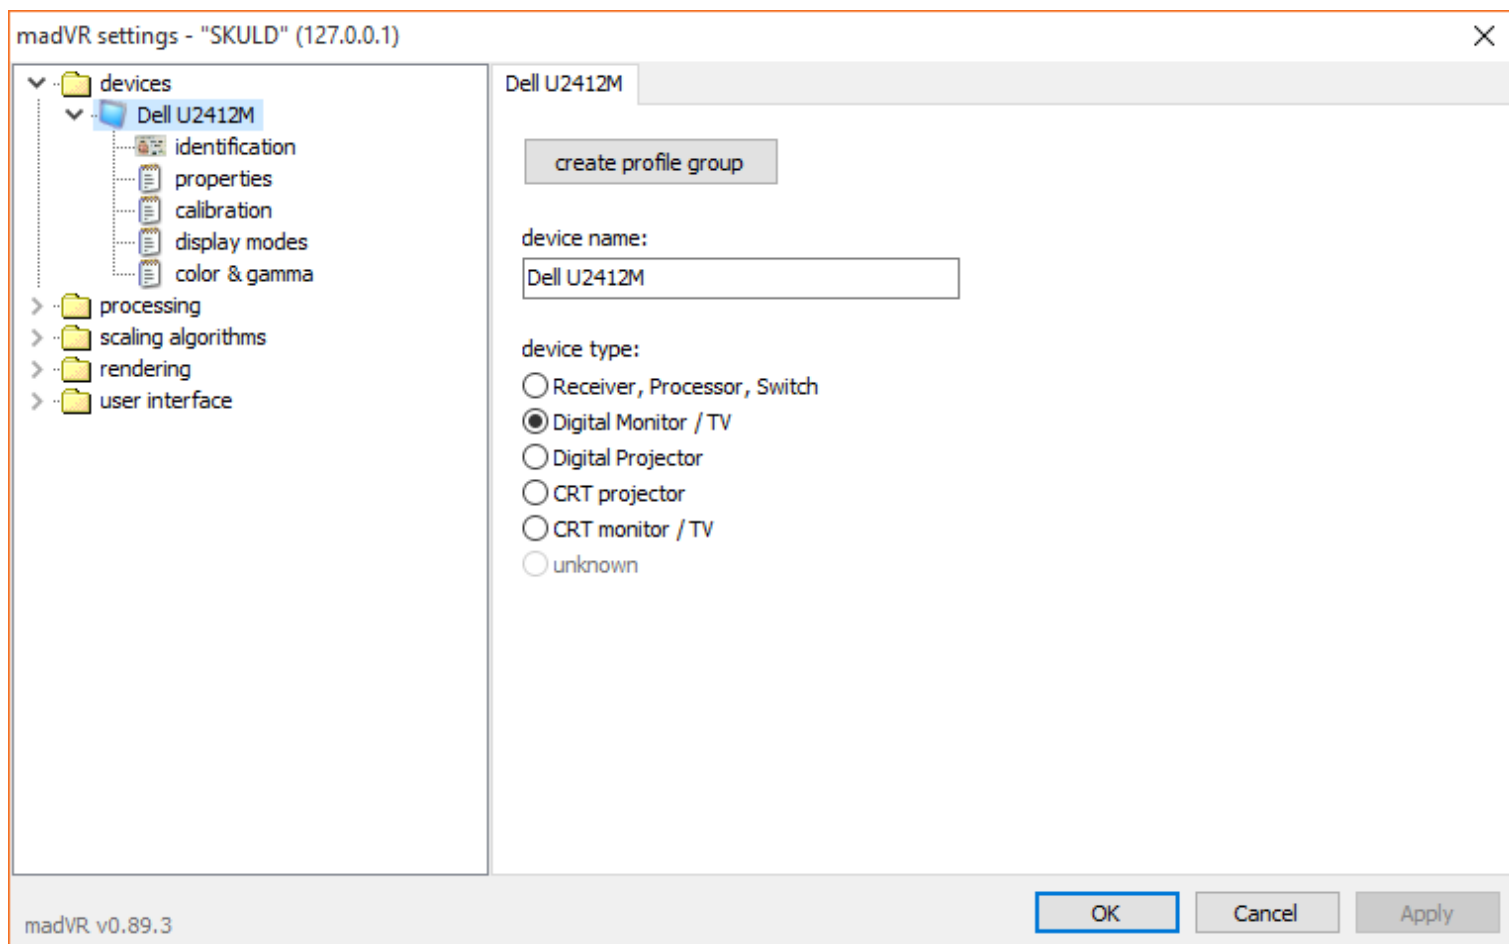 madVR settings - "SKULD" (127.0.0.1)
devices
Dell U2412M
identification
properties
calibration
display modes
color & gamma
processing
scaling algorithms
rendering
user interface
Dell U2412M
create profile group
device name:
Dell U2412M
device type:
Receiver, Processor, Switch
Digital Monitor / TV
Digital Projector
CRT projector
CRT monitor / TV
unknown
madVR v0.89.3
OK
Cancel
Apply